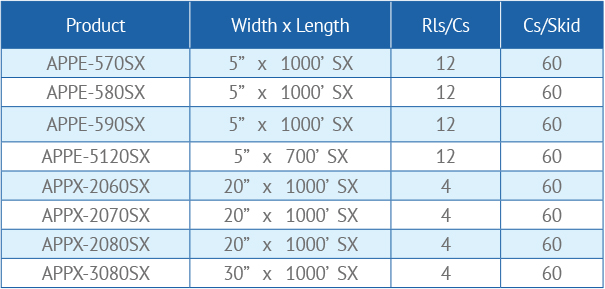 Product Width x Length Rls/Cs Cs/Skid
APPE-570SX 5” x 1000’ SX 12 60
APPE-580SX 5” x 1000’ SX 12 60
APPE-590SX 5” x 1000’ SX 12 60
APPE-5120SX 5” x 700’ SX 12 60
APPX-2060SX 20” x 1000’ SX 4 60
APPX-2070SX 20” x 1000’ SX 4 60
APPX-2080SX 20” x 1000’ SX 4 60
APPX-3080SX 30” x 1000’ SX 4 60